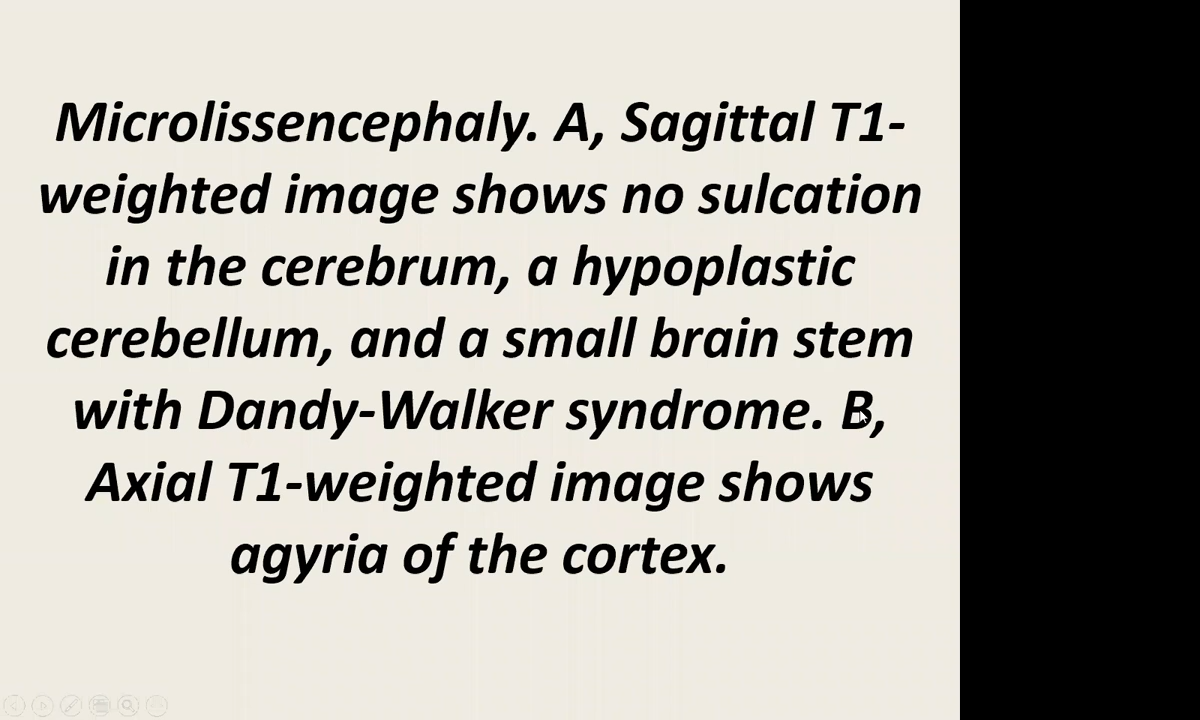 Microlissencephaly. A, Sagittal T1-
weighted image shows no sulcation
in the cerebrum, a hypoplastic
cerebellum, and a small brain stem
with Dandy-Walker syndrome. B,
Axial T1-weighted image shows
agyria of the cortex.